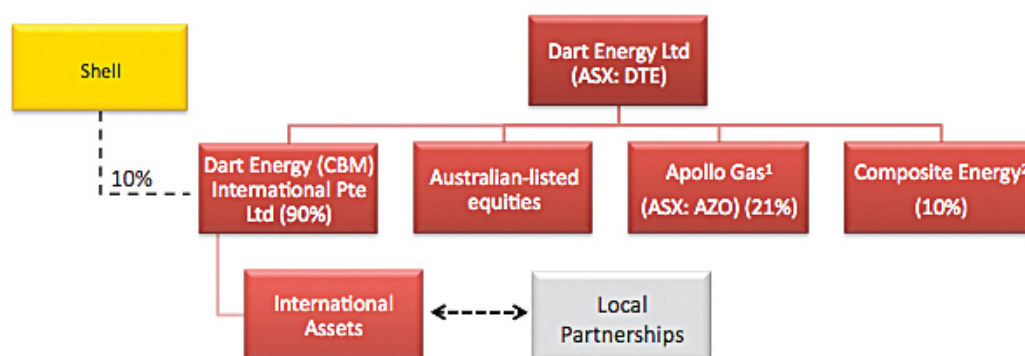 Dart Energy Ltd
(ASX: DTE)
Shell
10%
Dart Energy (CBM)
International Pte
Ltd (90%)
Australian-listed
equities
Apollo Gas¹
(ASX: AZO) (21%)
Composite Energy²
(10%)
International
Assets
Local
Partnerships